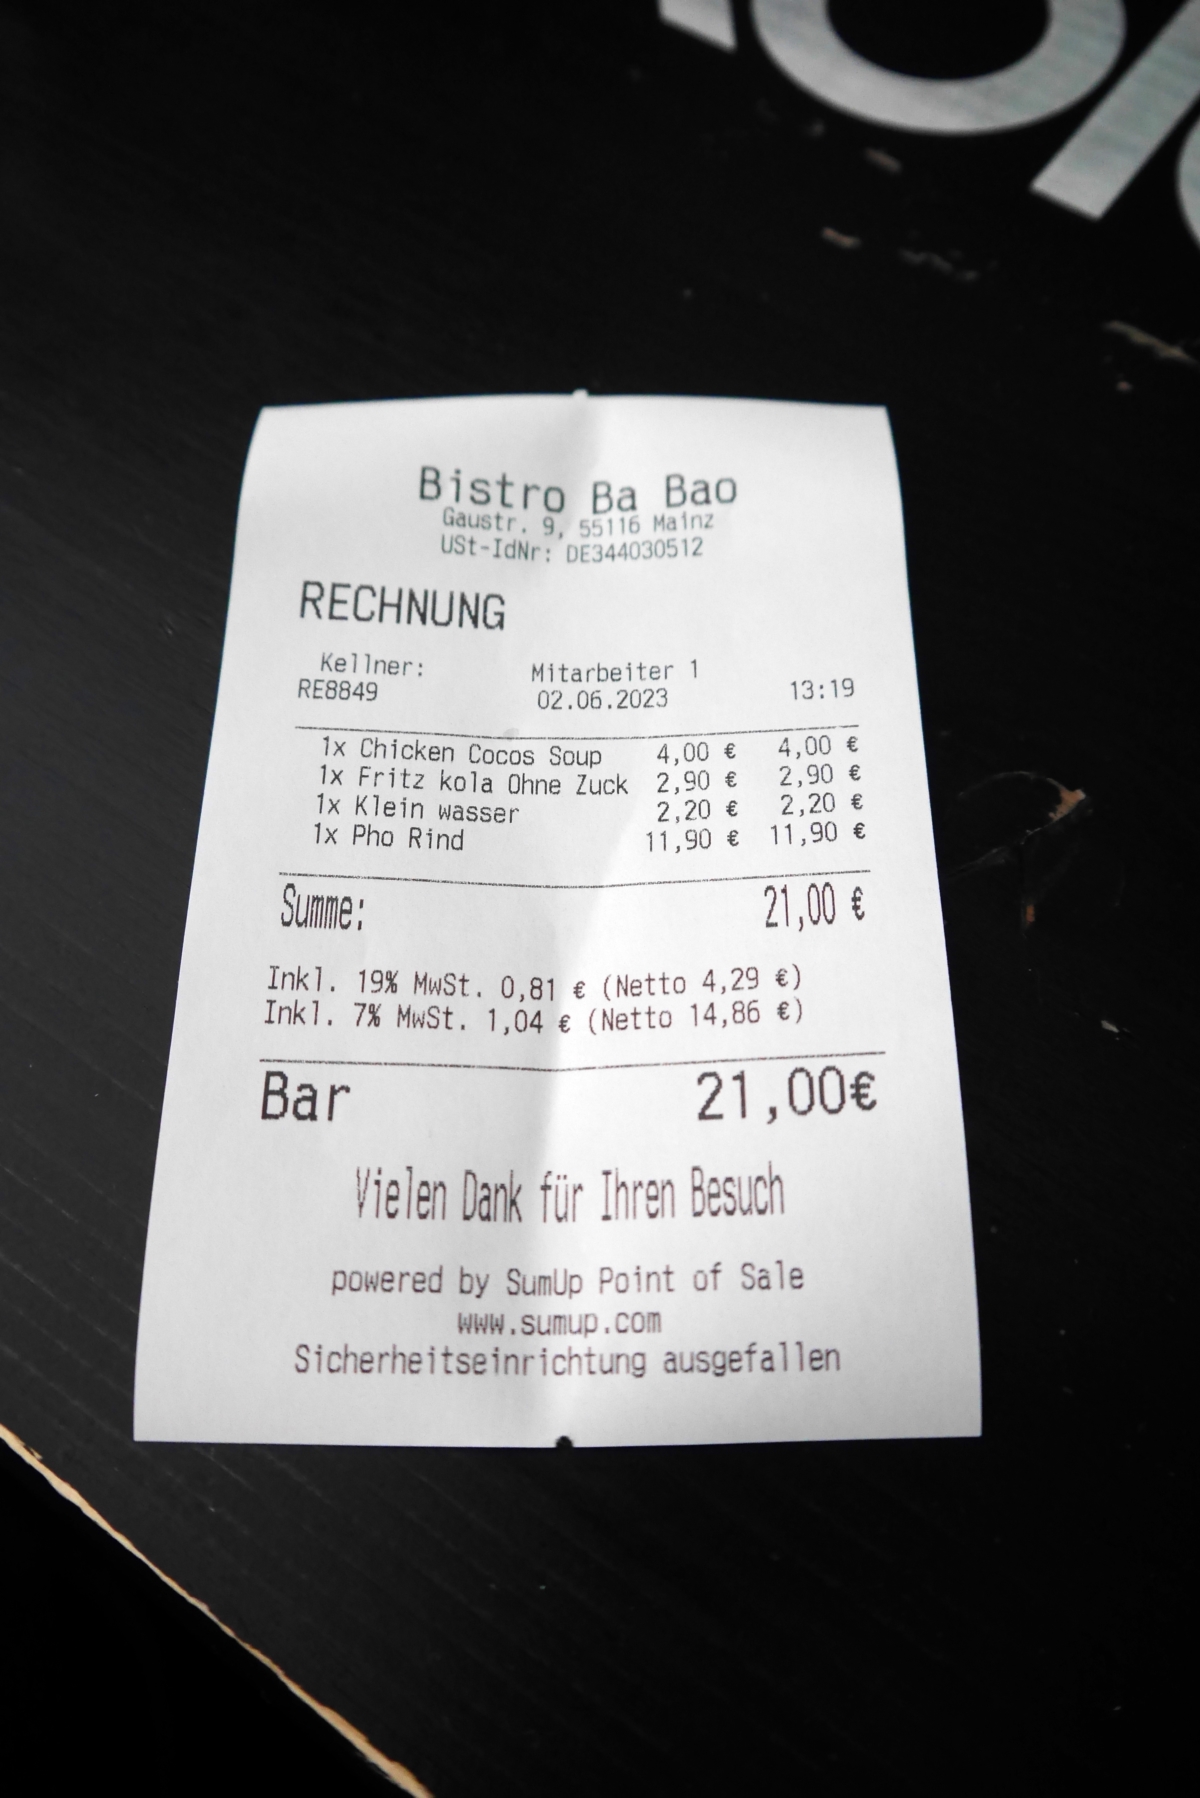 Bistro Ba Bao
Gaustr. 9, 55116 Mainz
USt-IdNr: DE344030512
RECHNUNG
Kellner: Mitarbeiter 1
RE8849 02.06.2023 13:19
1x Chicken Cocos Soup 4,00 € 4,00 €
1x Fritz kola Ohne Zuck 2,90 € 2,90 €
1x Klein wasser 2,20 € 2,20 €
1x Pho Rind 11,90 € 11,90 €
Summe: 21,00 €
Inkl. 19% MwSt. 0,81 € (Netto 4,29 €)
Inkl. 7% MwSt. 1,04 € (Netto 14,86 €)
Bar 21,00€
Vielen Dank für Ihren Besuch
powered by SumUp Point of Sale
www.sumup.com
Sicherheitseinrichtung ausgefallen